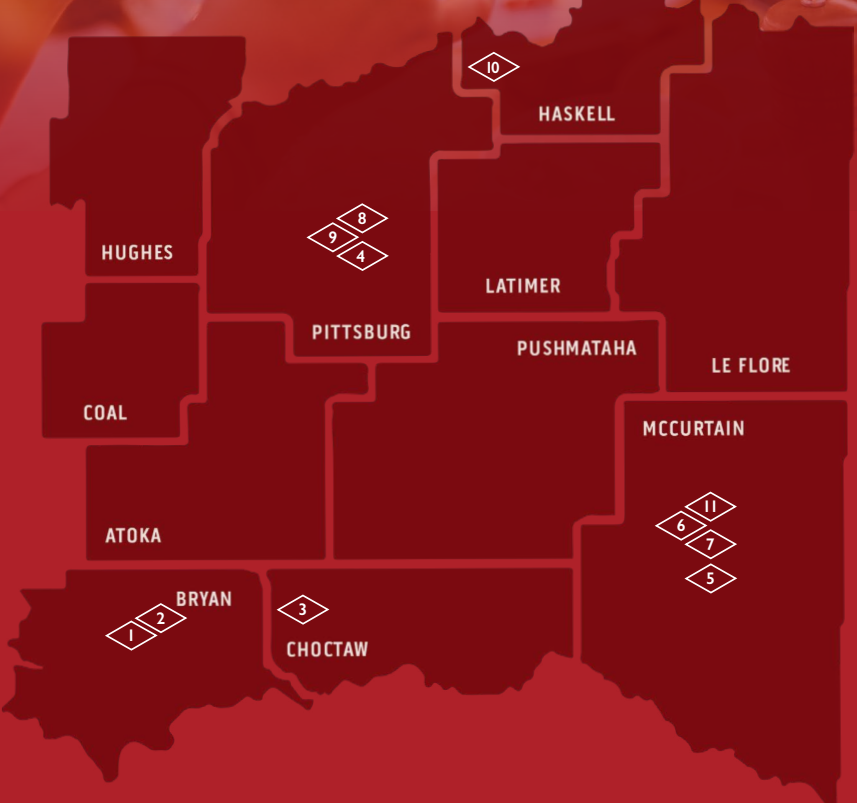 10
HASKELL
8
9
4
HUGHES
LATIMER
PITTSBURG
PUSHMATAHA
LE FLORE
COAL
MCCURTAIN
11
6
7
ATOKA
5
BRYAN
2
1
3
CHOCTAW